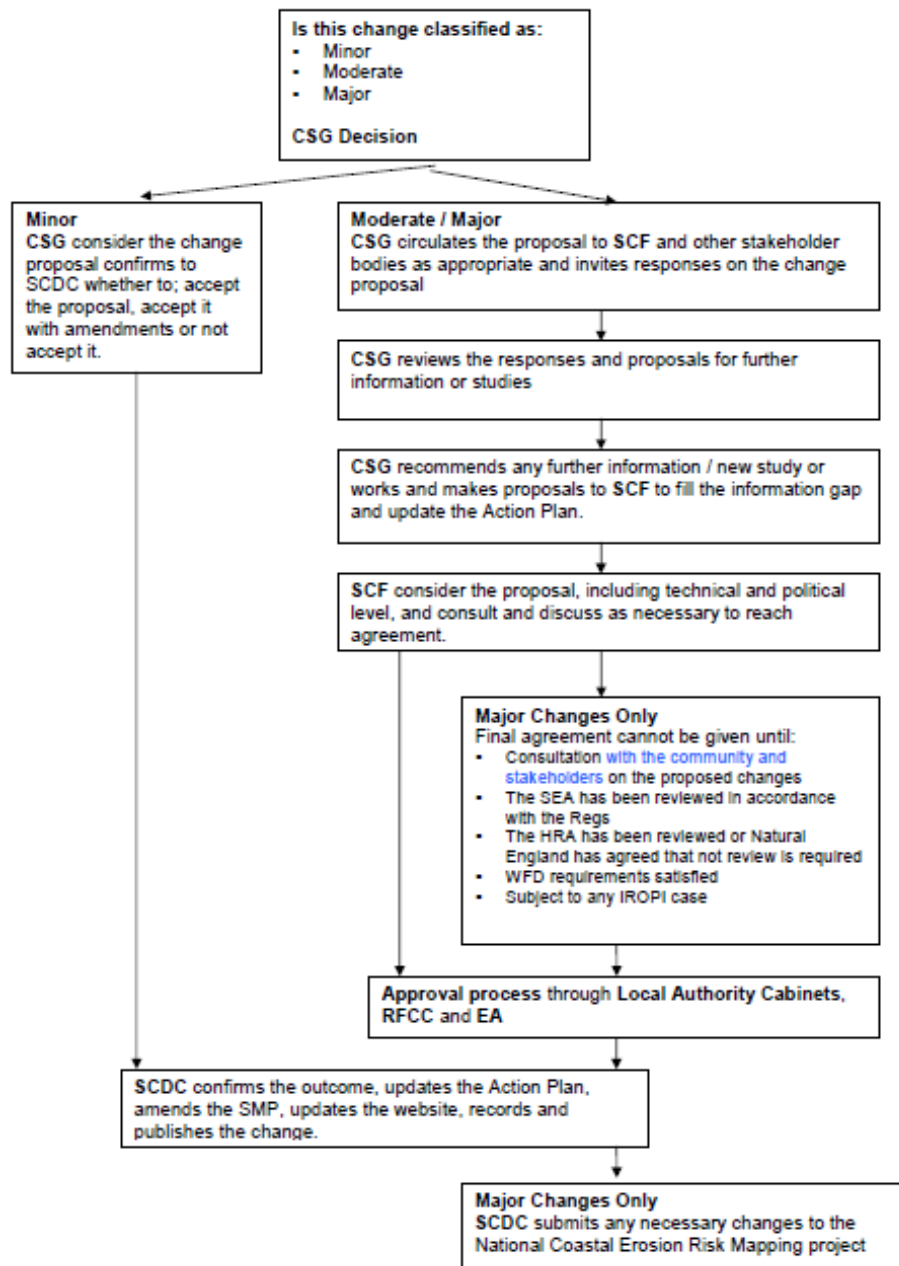 Is this change classified as:
▪ Minor
▪ Moderate
▪ Major
CSG Decision
Minor
CSG consider the change
proposal confirms to
SCDC whether to; accept
the proposal, accept it
with amendments or not
accept it.
Moderate / Major
CSG circulates the proposal to SCF and other stakeholder
bodies as appropriate and invites responses on the change
proposal
CSG reviews the responses and proposals for further
information or studies
CSG recommends any further information / new study or
works and makes proposals to SCF to fill the information gap
and update the Action Plan.
SCF consider the proposal, including technical and political
level, and consult and discuss as necessary to reach
agreement.
Major Changes Only
Final agreement cannot be given until:
▪ Consultation with the community and
stakeholders on the proposed changes
▪ The SEA has been reviewed in accordance
with the Regs
▪ The HRA has been reviewed or Natural
England has agreed that not review is required
▪ WFD requirements satisfied
▪ Subject to any IROPI case
Approval process through Local Authority Cabinets,
RFCC and EA
SCDC confirms the outcome, updates the Action Plan,
amends the SMP, updates the website, records and
publishes the change.
Major Changes Only
SCDC submits any necessary changes to the
National Coastal Erosion Risk Mapping project